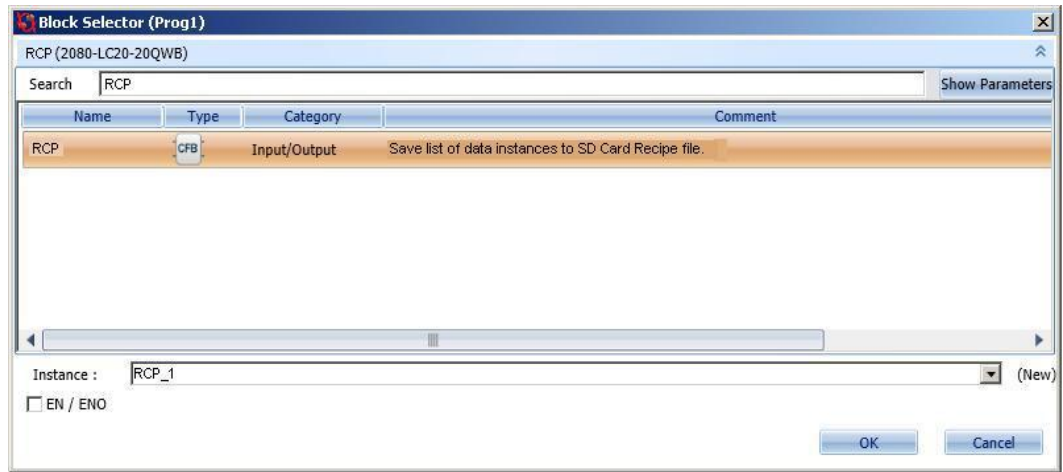 Block Selector (Prog1)
RCP (2080-LC20-20QWB)
Search RCP Show Parameters
Name Type Category Comment
RCP CFB Input/Output Save list of data instances to SD Card Recipe file.
Instance : RCP_1 (New)
EN / ENO
OK Cancel